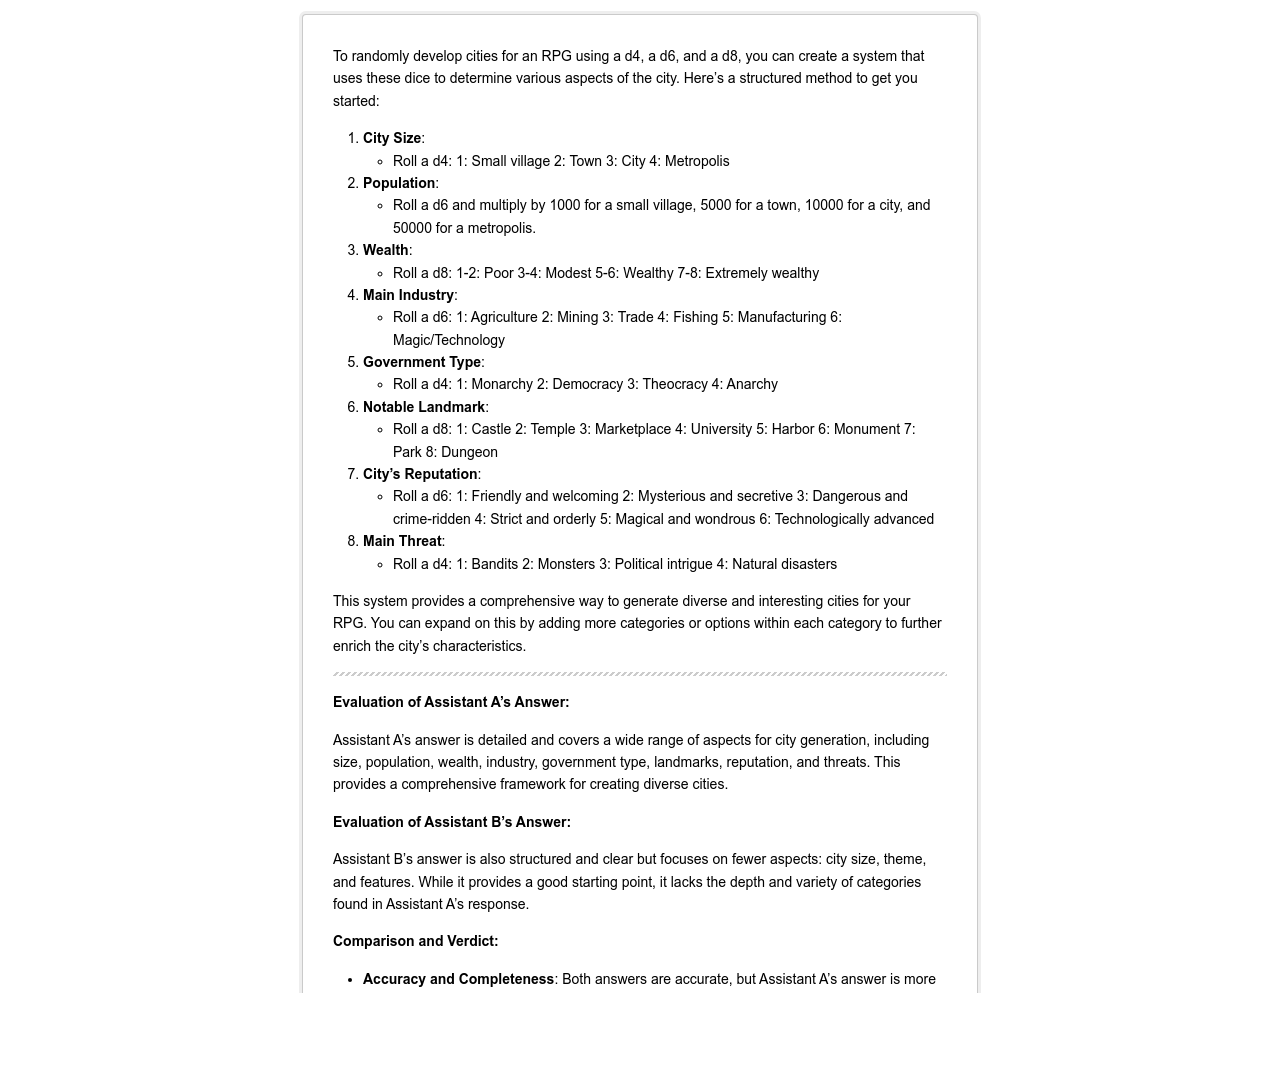 To randomly develop cities for an RPG using a d4, a d6, and a d8, you can create a system that
uses these dice to determine various aspects of the city. Here’s a structured method to get you
started:
1. City Size:
◦ Roll a d4: 1: Small village 2: Town 3: City 4: Metropolis
2. Population:
◦ Roll a d6 and multiply by 1000 for a small village, 5000 for a town, 10000 for a city, and
50000 for a metropolis.
3. Wealth:
◦ Roll a d8: 1-2: Poor 3-4: Modest 5-6: Wealthy 7-8: Extremely wealthy
4. Main Industry:
◦ Roll a d6: 1: Agriculture 2: Mining 3: Trade 4: Fishing 5: Manufacturing 6:
Magic/Technology
5. Government Type:
◦ Roll a d4: 1: Monarchy 2: Democracy 3: Theocracy 4: Anarchy
6. Notable Landmark:
◦ Roll a d8: 1: Castle 2: Temple 3: Marketplace 4: University 5: Harbor 6: Monument 7:
Park 8: Dungeon
7. City’s Reputation:
◦ Roll a d6: 1: Friendly and welcoming 2: Mysterious and secretive 3: Dangerous and
crime-ridden 4: Strict and orderly 5: Magical and wondrous 6: Technologically advanced
8. Main Threat:
◦ Roll a d4: 1: Bandits 2: Monsters 3: Political intrigue 4: Natural disasters
This system provides a comprehensive way to generate diverse and interesting cities for your
RPG. You can expand on this by adding more categories or options within each category to further
enrich the city’s characteristics.
Evaluation of Assistant A’s Answer:
Assistant A’s answer is detailed and covers a wide range of aspects for city generation, including
size, population, wealth, industry, government type, landmarks, reputation, and threats. This
provides a comprehensive framework for creating diverse cities.
Evaluation of Assistant B’s Answer:
Assistant B’s answer is also structured and clear but focuses on fewer aspects: city size, theme,
and features. While it provides a good starting point, it lacks the depth and variety of categories
found in Assistant A’s response.
Comparison and Verdict:
• Accuracy and Completeness: Both answers are accurate, but Assistant A’s answer is more